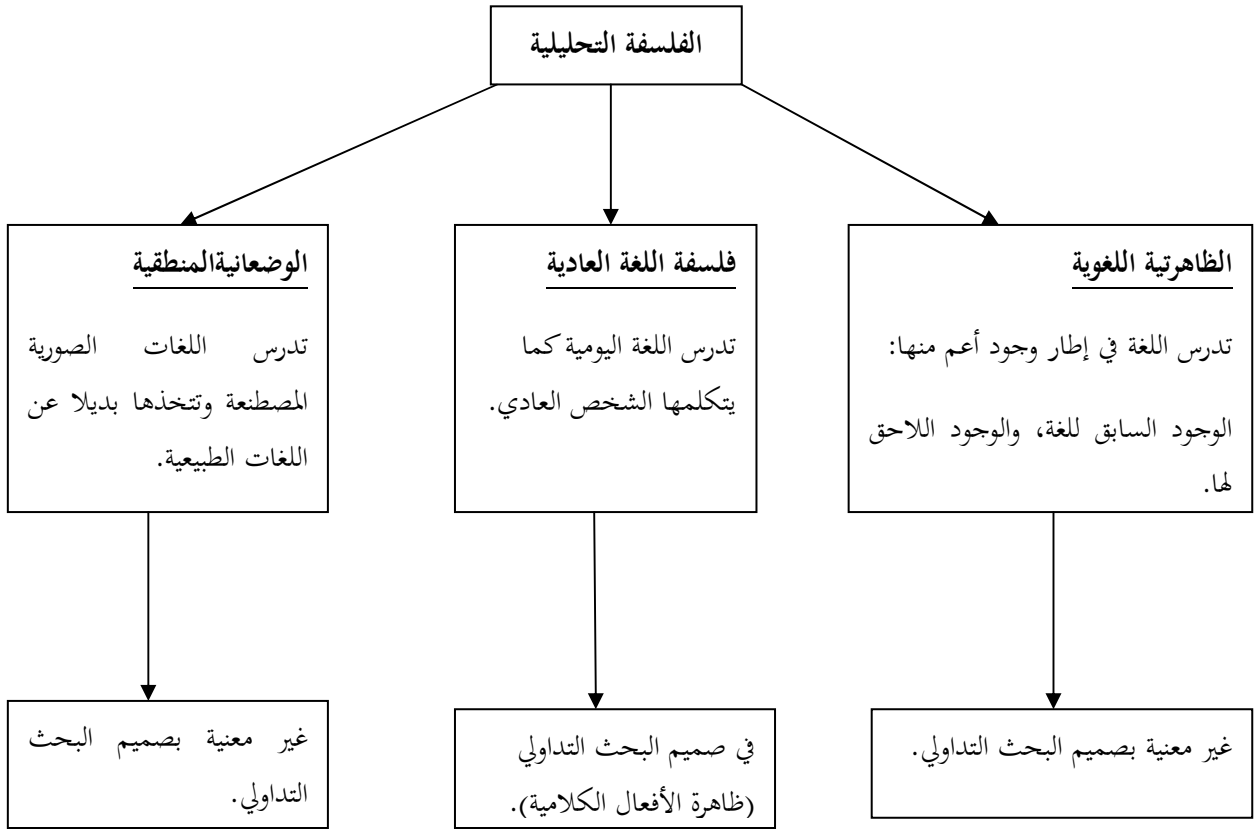 الفلسفة التحليلية
الظاهرتية اللغوية
تدرس اللغة في إطار وجود أعم منها:
الوجود السابق للغة، والوجود اللاحق
لها.
فلسفة اللغة العادية
تدرس اللغة اليومية كما
يتكلمها الشخص العادي.
الوضعانيةالمنطقية
تدرس اللغات الصورية
المصطنعة وتتخذها بديلا عن
اللغات الطبيعية.
غير معنية بصميم البحث التداولي.
في صميم البحث التداولي
(ظاهرة الأفعال الكلامية).
غير معنية بصميم البحث
التداولي.